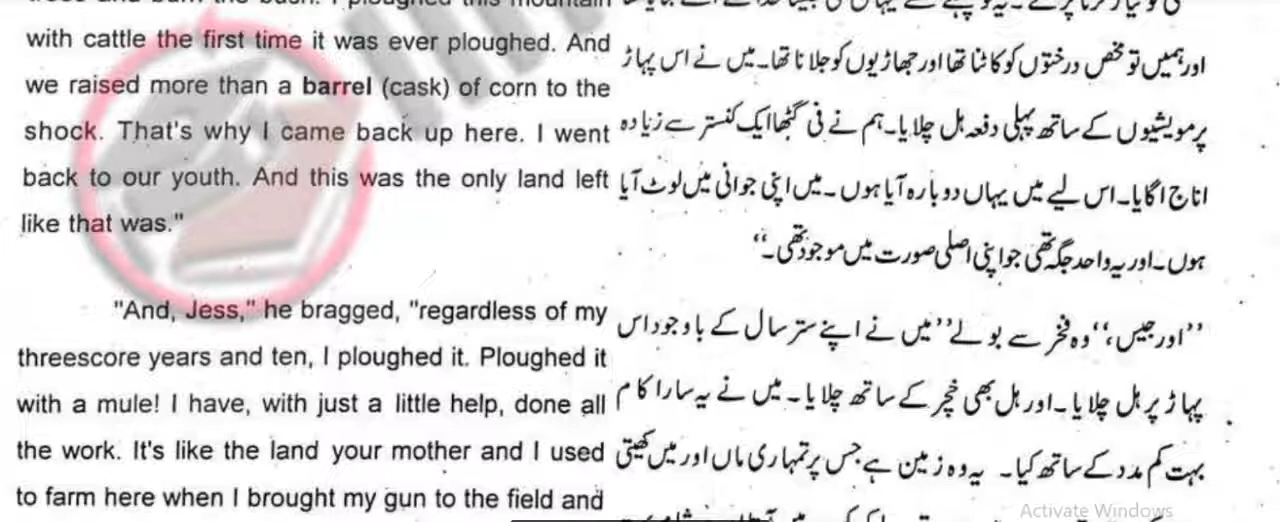 with cattle the first time it was ever ploughed. And
we raised more than a barrel (cask) of corn to the
shock. That's why I came back up here. I went
back to our youth. And this was the only land left
like that was."
"And, Jess," he bragged, "regardless of my
threescore years and ten, I ploughed it. Ploughed it
with a mule! I have, with just a little help, done all
the work. It's like the land your mother and I used
to farm here when I brought my gun to the field and
اور ہمیں تو محض درختوں کو کاٹنا تھا اور جھاڑیوں کو جلانا تھا۔ میں نے اس پہاڑ
پر مویشیوں کے ساتھ پہلی دفعہ ہل چلایا۔ ہم نے فی گٹھا ایک کنستر سے زیادہ
اناج اگایا۔ اس لیے میں یہاں دوبارہ آیا ہوں۔ میں اپنی جوانی میں لوٹ آیا
ہوں۔ اور یہ واحد جگہ تھی جو اپنی اصلی صورت میں موجود تھی۔“
”اور جیس،“ وہ فخر سے بولے ”میں نے اپنے ستر سال کے باوجود اس
پہاڑ پر ہل چلایا۔ اور ہل بھی خچر کے ساتھ چلایا۔ میں نے یہ سارا کام
بہت کم مدد کے ساتھ کیا۔ یہ وہ زمین ہے جس پر تمہاری ماں اور میں کھیتی
Activate Windows